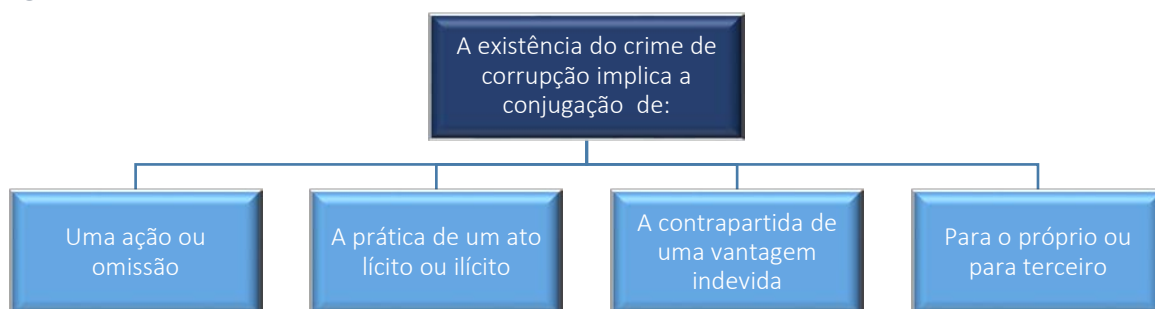 A existência do crime de
corrupção implica a
conjugação de:
Uma ação ou
omissão
A prática de um ato
lícito ou ilícito
A contrapartida de
uma vantagem
indevida
Para o próprio ou
para terceiro